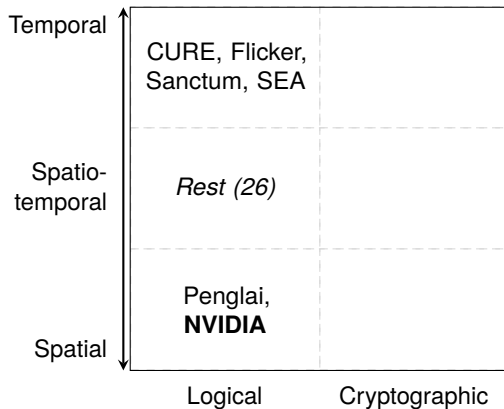 Temporal
CURE, Flicker,
Sanctum, SEA
Spatio-
temporal
Rest (26)
Penglai,
NVIDIA
Spatial
Logical
Cryptographic